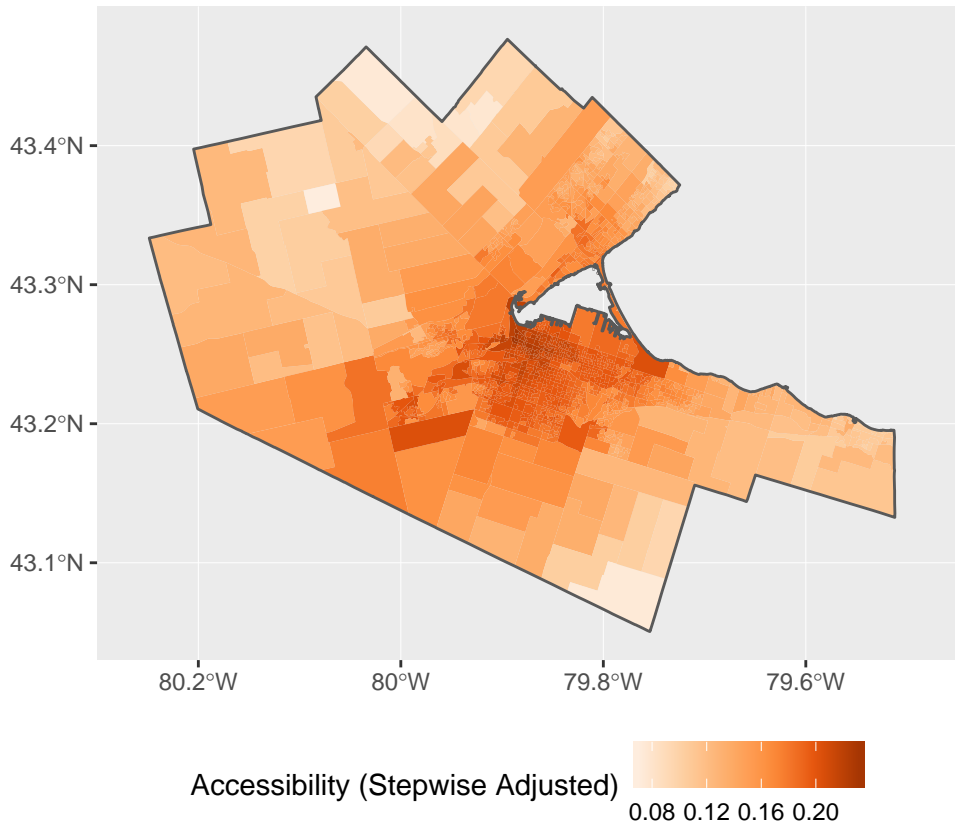 43.4°N
43.3°N
43.2°N
43.1°N
80.2°W 80°W 79.8°W 79.6°W
Accessibility (Stepwise Adjusted)
0.08 0.12 0.16 0.20